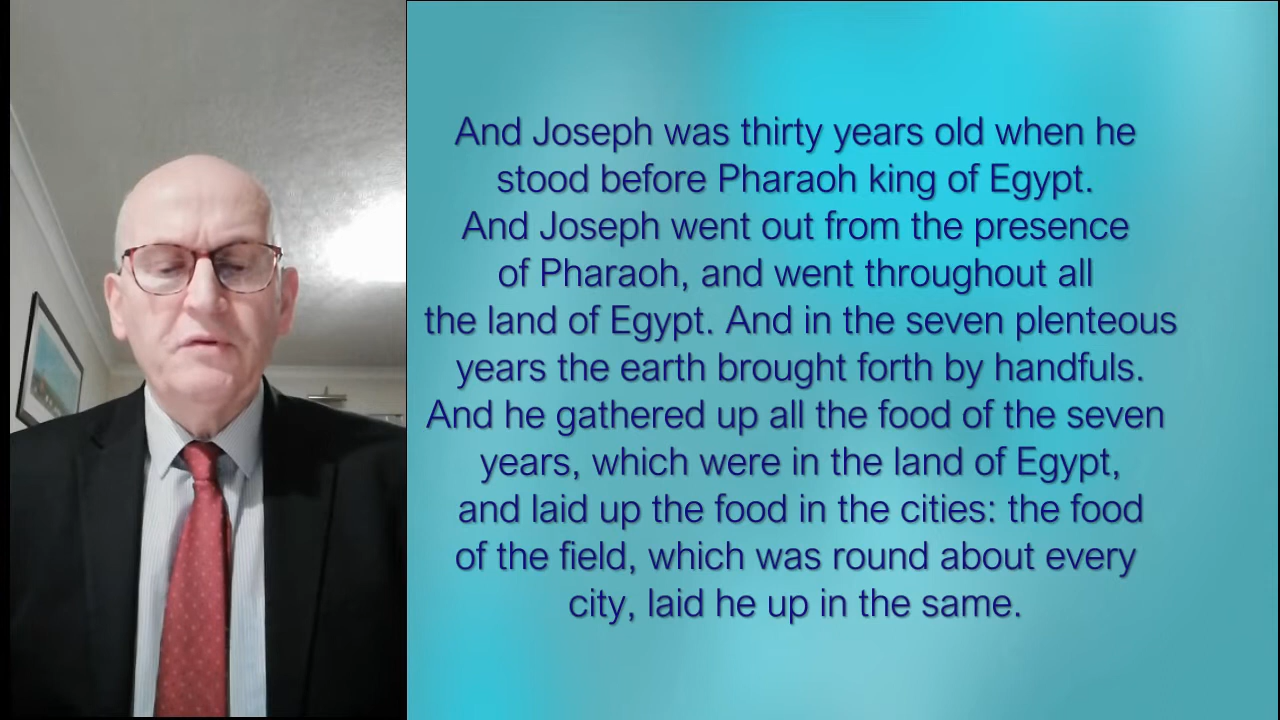 And Joseph was thirty years old when he
stood before Pharaoh king of Egypt.
And Joseph went out from the presence
of Pharaoh, and went throughout all
the land of Egypt. And in the seven plenteous
years the earth brought forth by handfuls.
And he gathered up all the food of the seven
years, which were in the land of Egypt,
and laid up the food in the cities: the food
of the field, which was round about every
city, laid he up in the same.